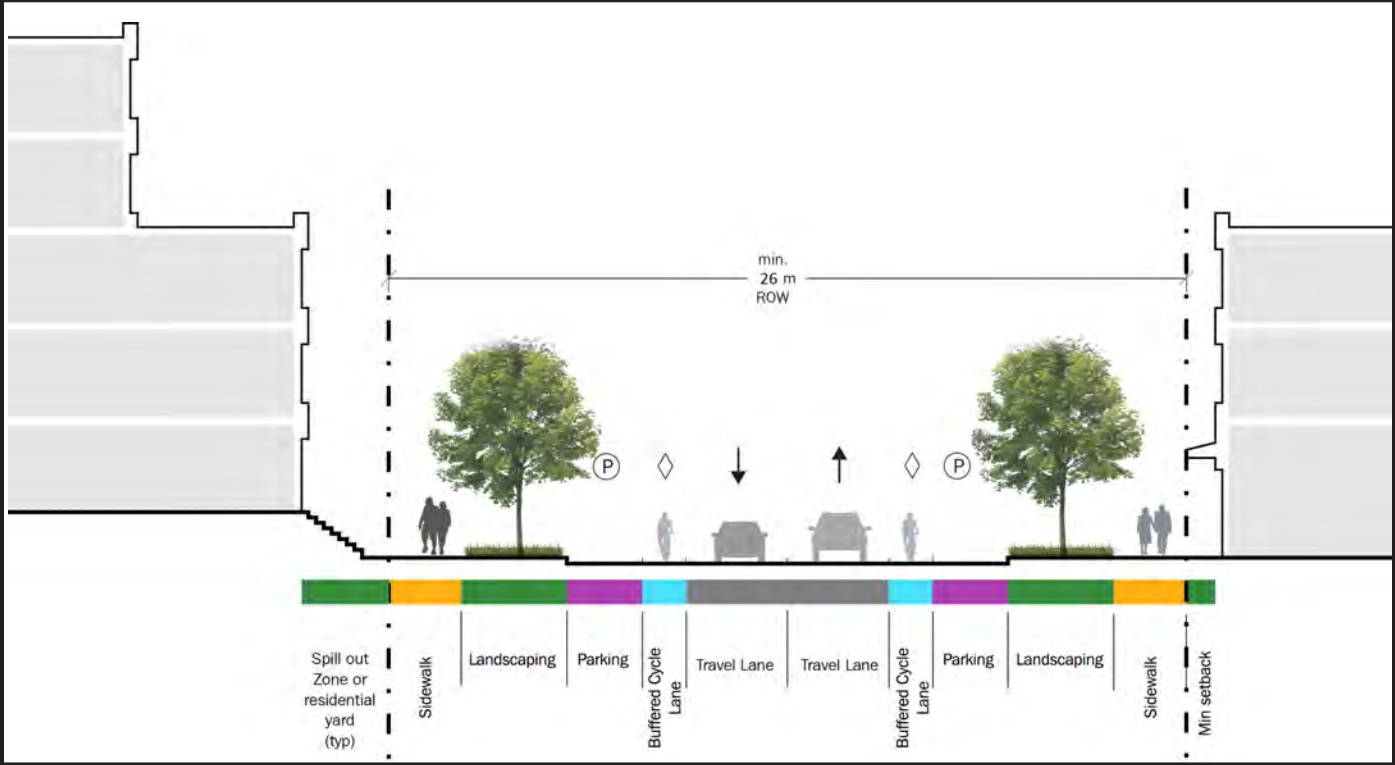 min.
26 m
ROW
P
P
Spill out
Zone or
residential
yard
(typ)
Sidewalk
Landscaping
Parking
Buffered Cycle
Lane
Travel Lane
Travel Lane
Buffered Cycle
Lane
Parking
Landscaping
Sidewalk
Min setback